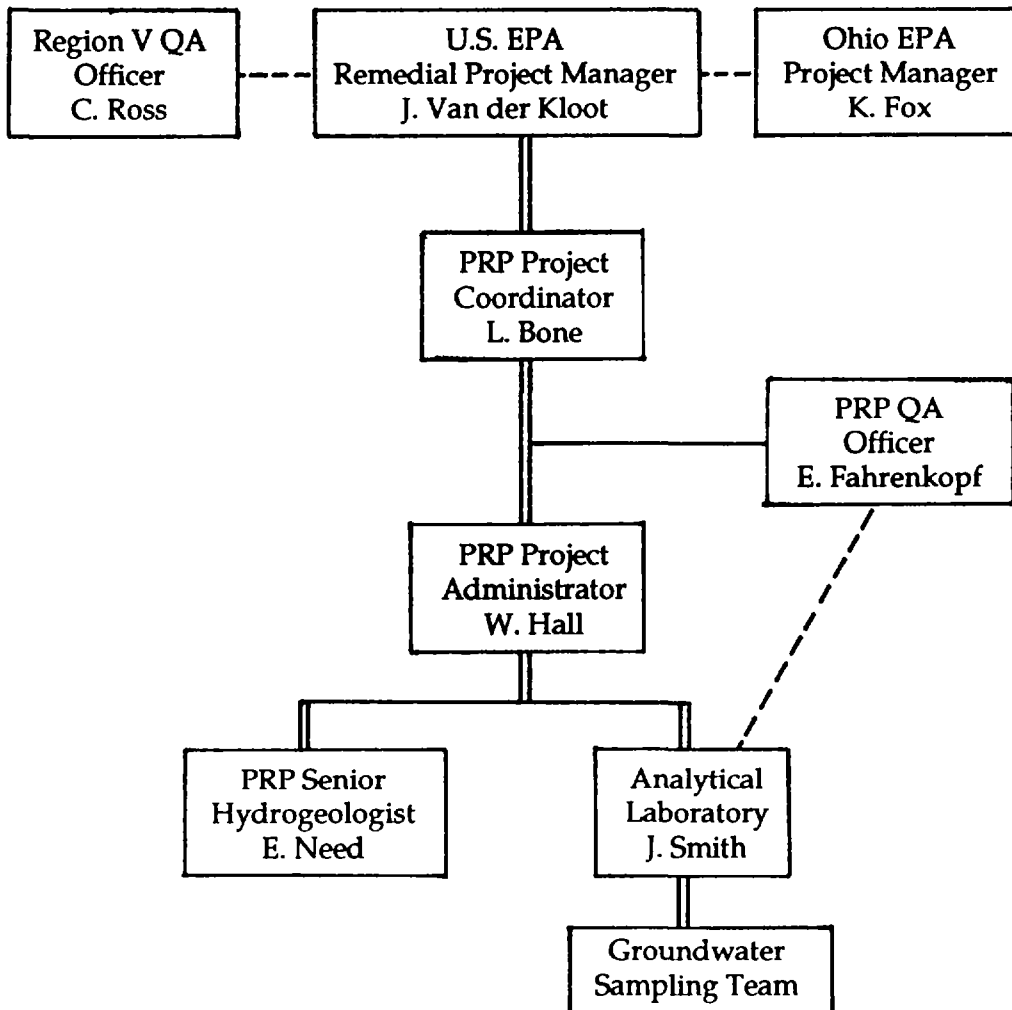 Region V QA
Officer
C. Ross
U.S. EPA
Remedial Project Manager
J. Van der Kloot
Ohio EPA
Project Manager
K. Fox
PRP Project
Coordinator
L. Bone
PRP QA
Officer
E. Fahrenkopf
PRP Project
Administrator
W. Hall
PRP Senior
Hydrogeologist
E. Need
Analytical
Laboratory
J. Smith
Groundwater
Sampling Team